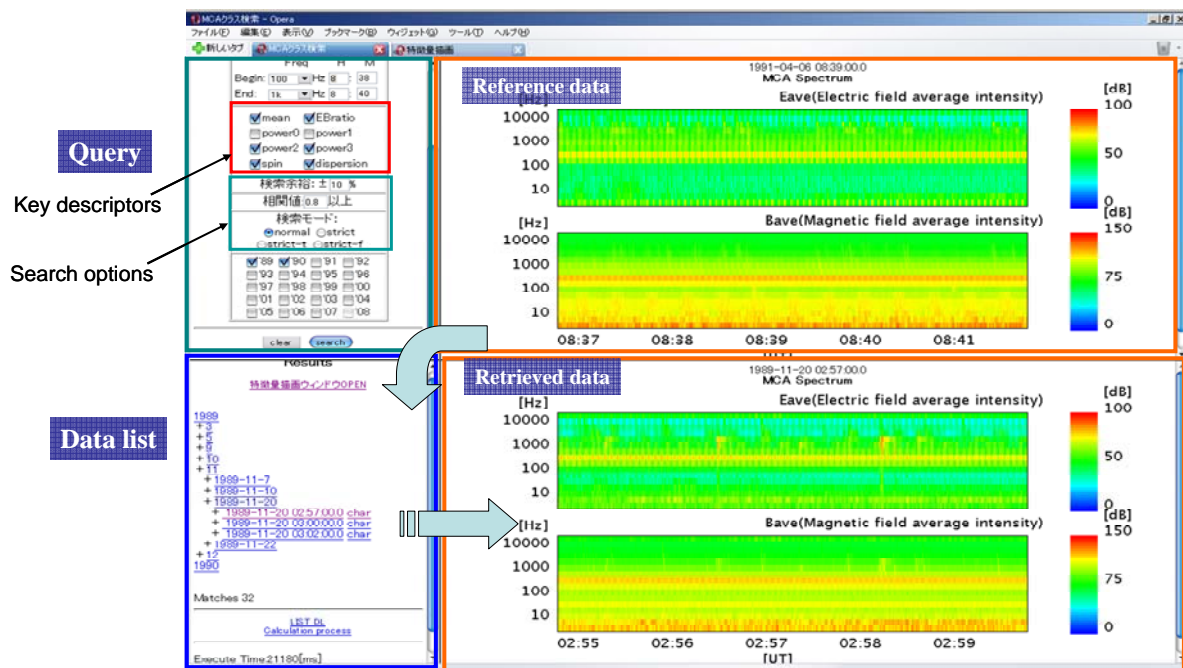 MCAクラス検索 - Opera
ファイル(F) 編集(E) 表示(V) ブックマーク(B) ウィジェット(G) ツール(T) ヘルプ(H)
新しいタブ MCAクラス検索 特徴量描画
Query
Key descriptors
Search options
Freq H M
Begin: 100 Hz 8 : 38
End: 1k Hz 8 : 40
mean EBratio
power0 power1
power2 power3
spin dispersion
検索余裕: ± 10 %
相関値: 0.8 以上
検索モード:
normal strict
strict-t strict-f
'89 '90 '91 '92
'93 '94 '95 '96
'97 '98 '99 '00
'01 '02 '03 '04
'05 '06 '07 '08
clear search
Reference data
1991-04-06 08:39:00.0
MCA Spectrum
[Hz] Eave(Electric field average intensity) [dB]
10000
1000
100
10
100
50
0
[Hz] Bave(Magnetic field average intensity) [dB]
10000
1000
100
10
150
75
0
08:37 08:38 08:39 08:40 08:41
Data list
Results
特徴量描画ウィンドウOPEN
1989
+ 3
+ 5
+ 9
+ 10
+ 11
+ 1989-11-7
+ 1989-11-10
+ 1989-11-20
+ 1989-11-20 02:57:00.0 char
+ 1989-11-20 03:00:00.0 char
+ 1989-11-20 03:02:00.0 char
+ 1989-11-22
+ 12
1990
Matches 32
LIST DL
Calculation process
Execute Time:21180[ms]
Retrieved data
1989-11-20 02:57:00.0
MCA Spectrum
[Hz] Eave(Electric field average intensity) [dB]
10000
1000
100
10
100
50
0
[Hz] Bave(Magnetic field average intensity) [dB]
10000
1000
100
10
150
75
0
02:55 02:56 02:57 02:58 02:59
[UT]